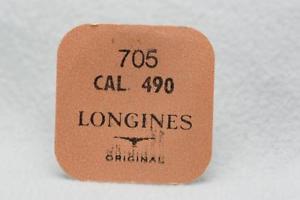 705
CAL. 490
LONGINES
ORIGINAL